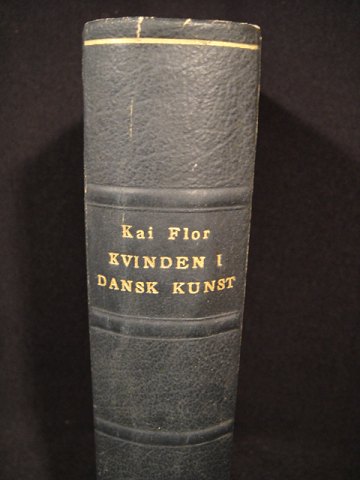 Kai Flor
KVINDEN I
DANSK KUNST